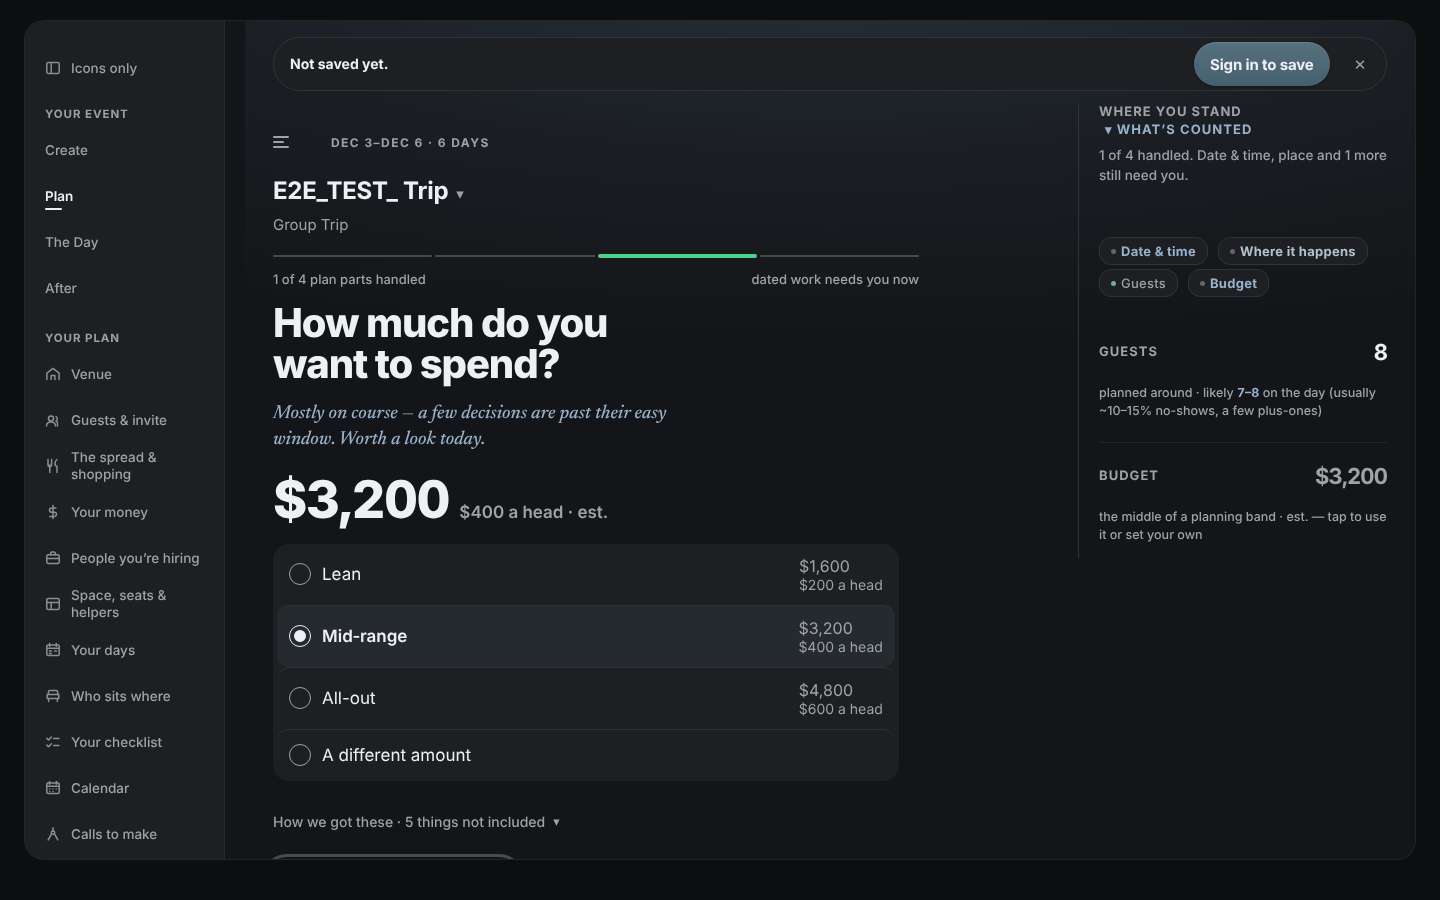 Icons only
YOUR EVENT
Create
Plan
The Day
After
YOUR PLAN
Venue
Guests & invite
The spread &
shopping
Your money
People you're hiring
Space, seats &
helpers
Your days
Who sits where
Your checklist
Calendar
Calls to make
Not saved yet.
Sign in to save
×
DEC 3–DEC 6 · 6 DAYS
E2E_TEST_ Trip ▾
Group Trip
1 of 4 plan parts handled
dated work needs you now
How much do you
want to spend?
Mostly on course — a few decisions are past their easy
window. Worth a look today.
$3,200 $400 a head · est.
Lean
$1,600
$200 a head
Mid-range
$3,200
$400 a head
All-out
$4,800
$600 a head
A different amount
How we got these · 5 things not included ▾
WHERE YOU STAND
▾ WHAT'S COUNTED
1 of 4 handled. Date & time, place and 1 more
still need you.
Date & time
Where it happens
Guests
Budget
GUESTS
8
planned around · likely 7–8 on the day (usually
~10–15% no-shows, a few plus-ones)
BUDGET
$3,200
the middle of a planning band · est. — tap to use
it or set your own